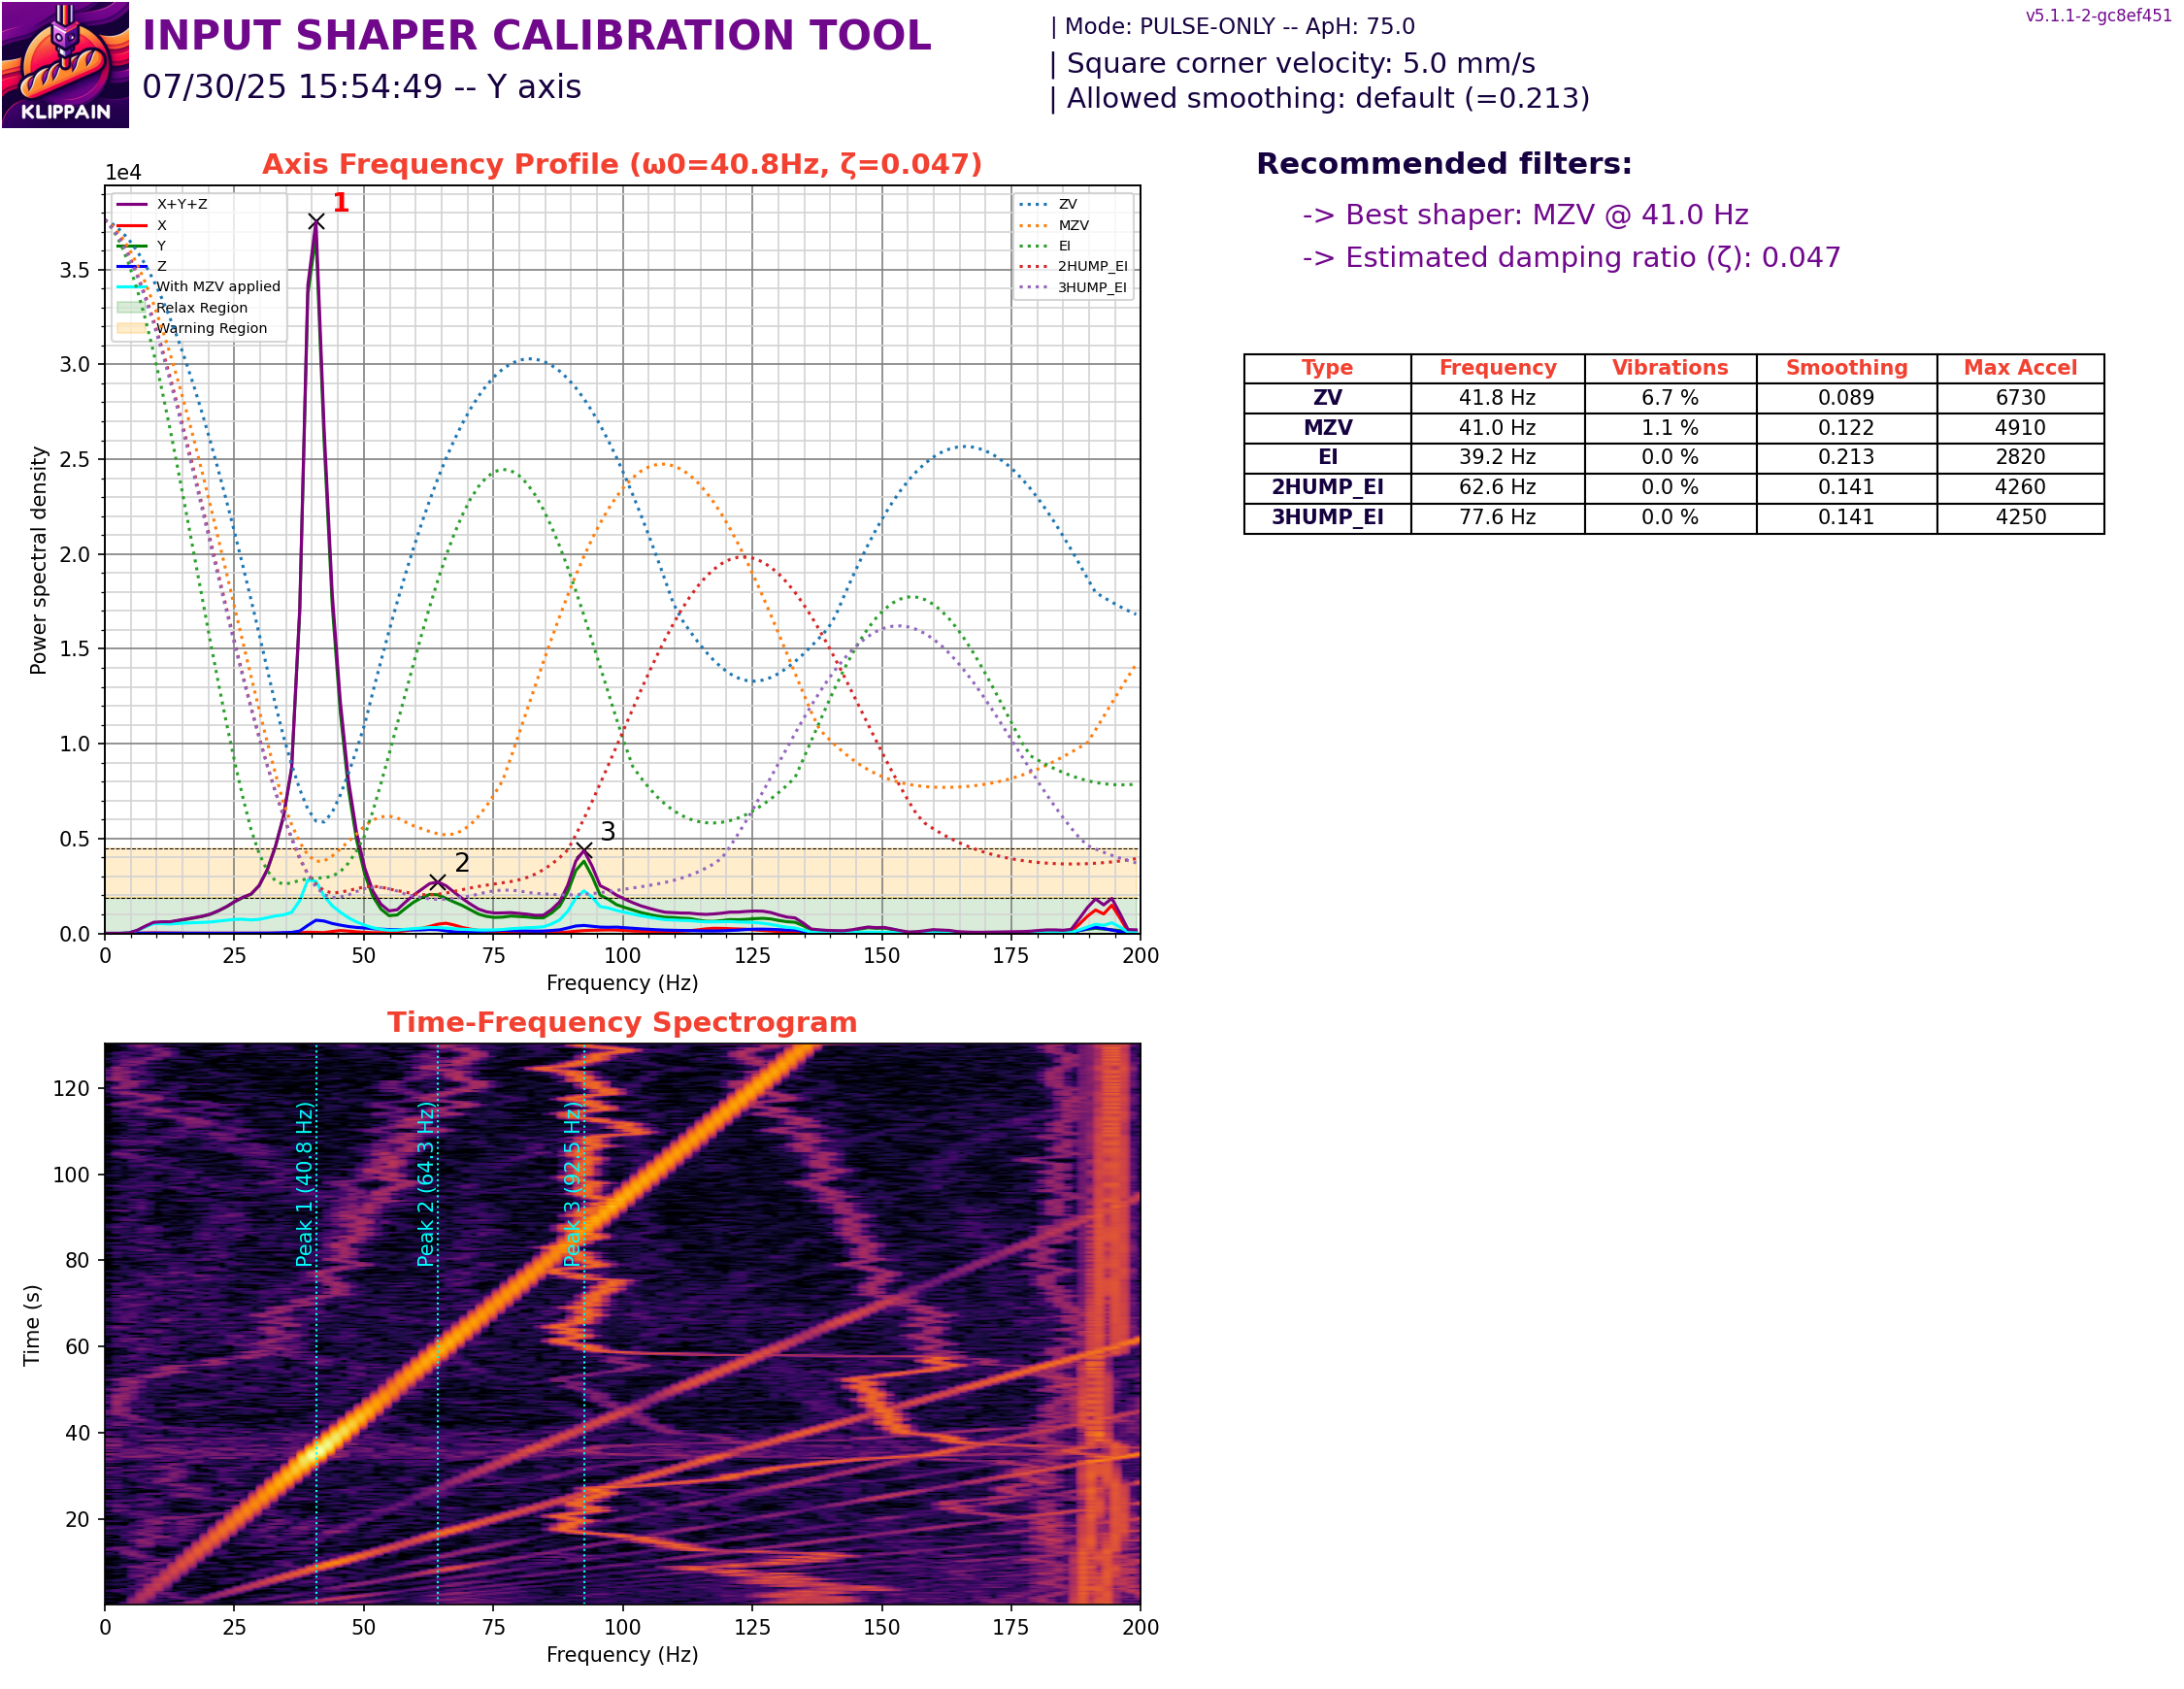 KLIPPAIN
INPUT SHAPER CALIBRATION TOOL
07/30/25 15:54:49 -- Y axis
| Mode: PULSE-ONLY -- ApH: 75.0
| Square corner velocity: 5.0 mm/s
| Allowed smoothing: default (=0.213)
v5.1.1-2-gc8ef451
Axis Frequency Profile (ω0=40.8Hz, ζ=0.047)
1e4
X+Y+Z
X
Y
Z
With MZV applied
Relax Region
Warning Region
ZV
MZV
EI
2HUMP_EI
3HUMP_EI
1
2
3
Power spectral density
3.5
3.0
2.5
2.0
1.5
1.0
0.5
0.0
0 25 50 75 100 125 150 175 200
Frequency (Hz)
Recommended filters:
-> Best shaper: MZV @ 41.0 Hz
-> Estimated damping ratio (ζ): 0.047
Type Frequency Vibrations Smoothing Max Accel
ZV 41.8 Hz 6.7 % 0.089 6730
MZV 41.0 Hz 1.1 % 0.122 4910
EI 39.2 Hz 0.0 % 0.213 2820
2HUMP_EI 62.6 Hz 0.0 % 0.141 4260
3HUMP_EI 77.6 Hz 0.0 % 0.141 4250
Time-Frequency Spectrogram
Time (s)
120
100
80
60
40
20
Peak 1 (40.8 Hz)
Peak 2 (64.3 Hz)
Peak 3 (92.5 Hz)
0 25 50 75 100 125 150 175 200
Frequency (Hz)